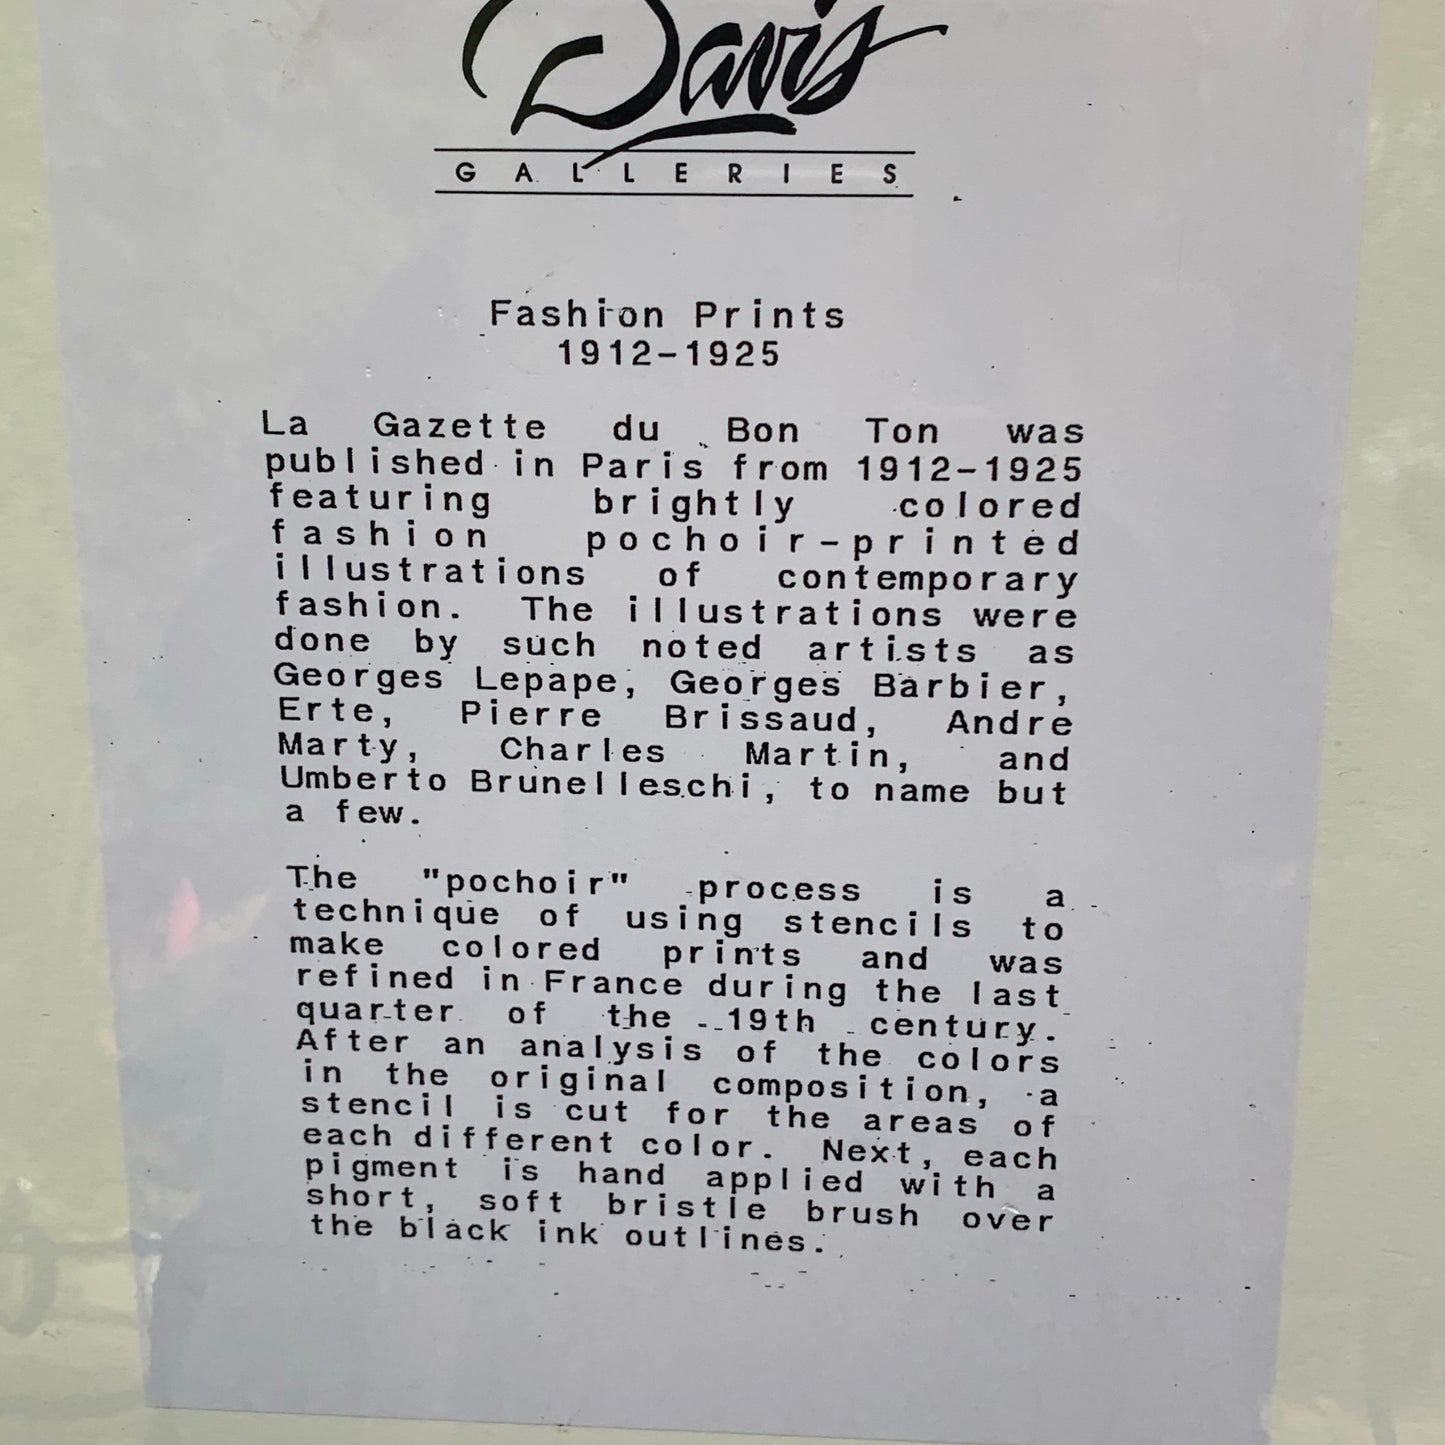 Davis
GALLERIES
Fashion Prints
1912-1925
La Gazette du Bon Ton was
published in Paris from 1912-1925
featuring brightly colored
fashion pochoir-printed
illustrations of contemporary
fashion. The illustrations were
done by such noted artists as
Georges Lepape, Georges Barbier,
Erte, Pierre Brissaud, Andre
Marty, Charles Martin, and
Umberto Brunelleschi, to name but
a few.
The "pochoir" process is a
technique of using stencils to
make colored prints and was
refined in France during the last
quarter of the 19th century.
After an analysis of the colors
in the original composition, a
stencil is cut for the areas of
each different color. Next, each
pigment is hand applied with a
short, soft bristle brush over
the black ink outlines.